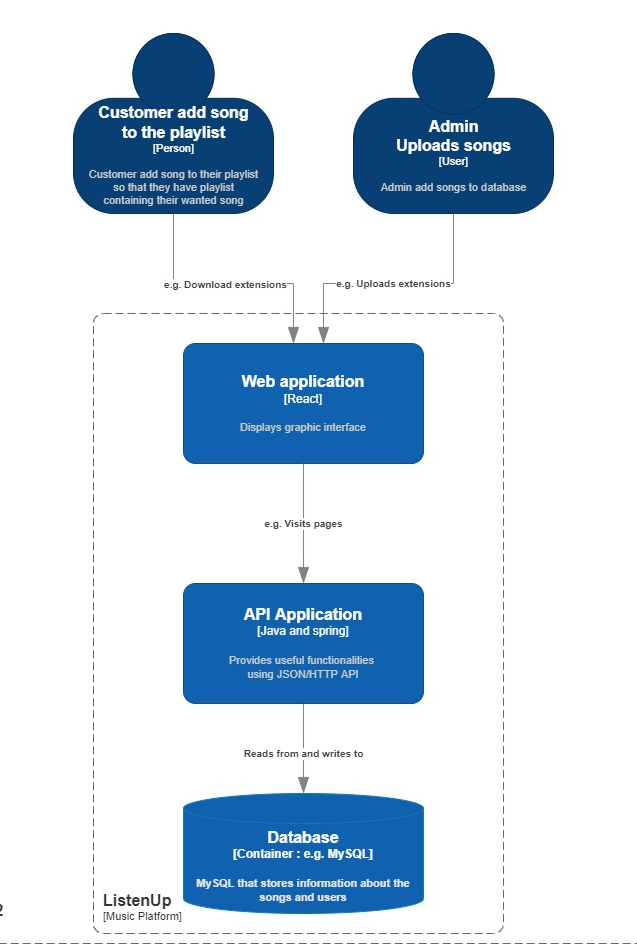 Customer add song
to the playlist
[Person]
Customer add song to their playlist
so that they have playlist
containing their wanted song
Admin
Uploads songs
[User]
Admin add songs to database
e.g. Download extensions
e.g. Uploads extensions
Web application
[React]
Displays graphic interface
e.g. Visits pages
API Application
[Java and spring]
Provides useful functionalities
using JSON/HTTP API
Reads from and writes to
Database
[Container : e.g. MySQL]
MySQL that stores information about the
songs and users
ListenUp
[Music Platform]
2